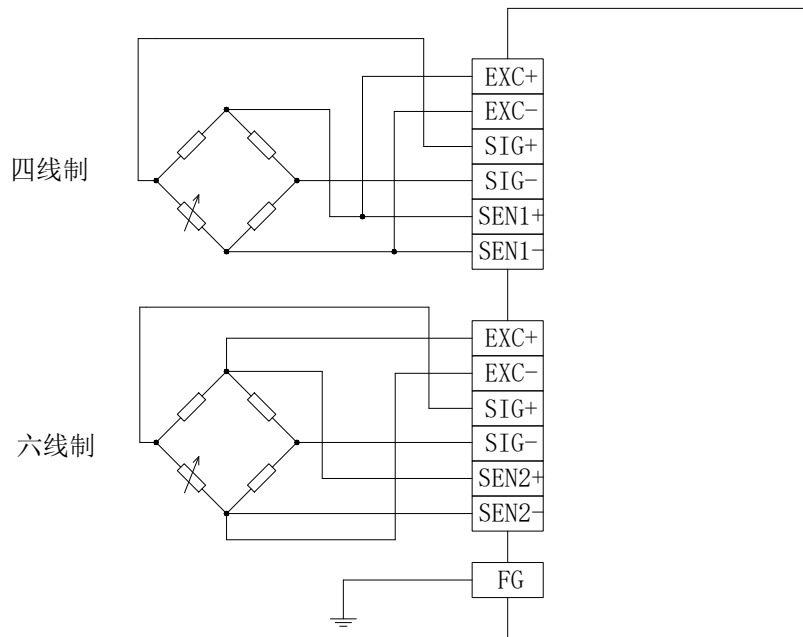 四线制
EXC+
EXC-
SIG+
SIG-
SEN1+
SEN1-
六线制
EXC+
EXC-
SIG+
SIG-
SEN2+
SEN2-
FG